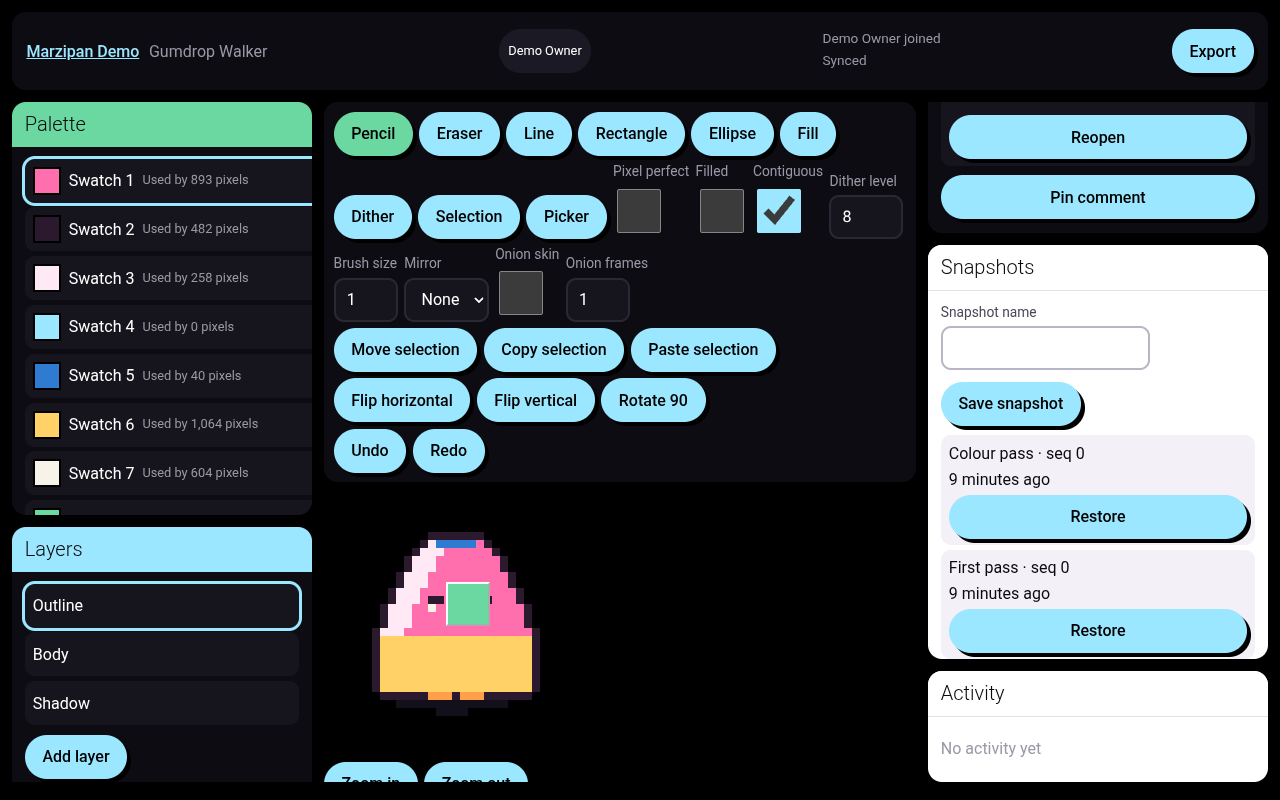 Marzipan Demo Gumdrop Walker
Demo Owner
Demo Owner joined
Synced
Export
Palette
Swatch 1 Used by 893 pixels
Swatch 2 Used by 482 pixels
Swatch 3 Used by 258 pixels
Swatch 4 Used by 0 pixels
Swatch 5 Used by 40 pixels
Swatch 6 Used by 1,064 pixels
Swatch 7 Used by 604 pixels
Layers
Outline
Body
Shadow
Add layer
Pencil Eraser Line Rectangle Ellipse Fill
Dither Selection Picker
Pixel perfect Filled Contiguous Dither level
8
Brush size Mirror Onion skin Onion frames
1 None 1
Move selection Copy selection Paste selection
Flip horizontal Flip vertical Rotate 90
Undo Redo
Zoom in Zoom out
Reopen
Pin comment
Snapshots
Snapshot name
Save snapshot
Colour pass · seq 0
9 minutes ago
Restore
First pass · seq 0
9 minutes ago
Restore
Activity
No activity yet